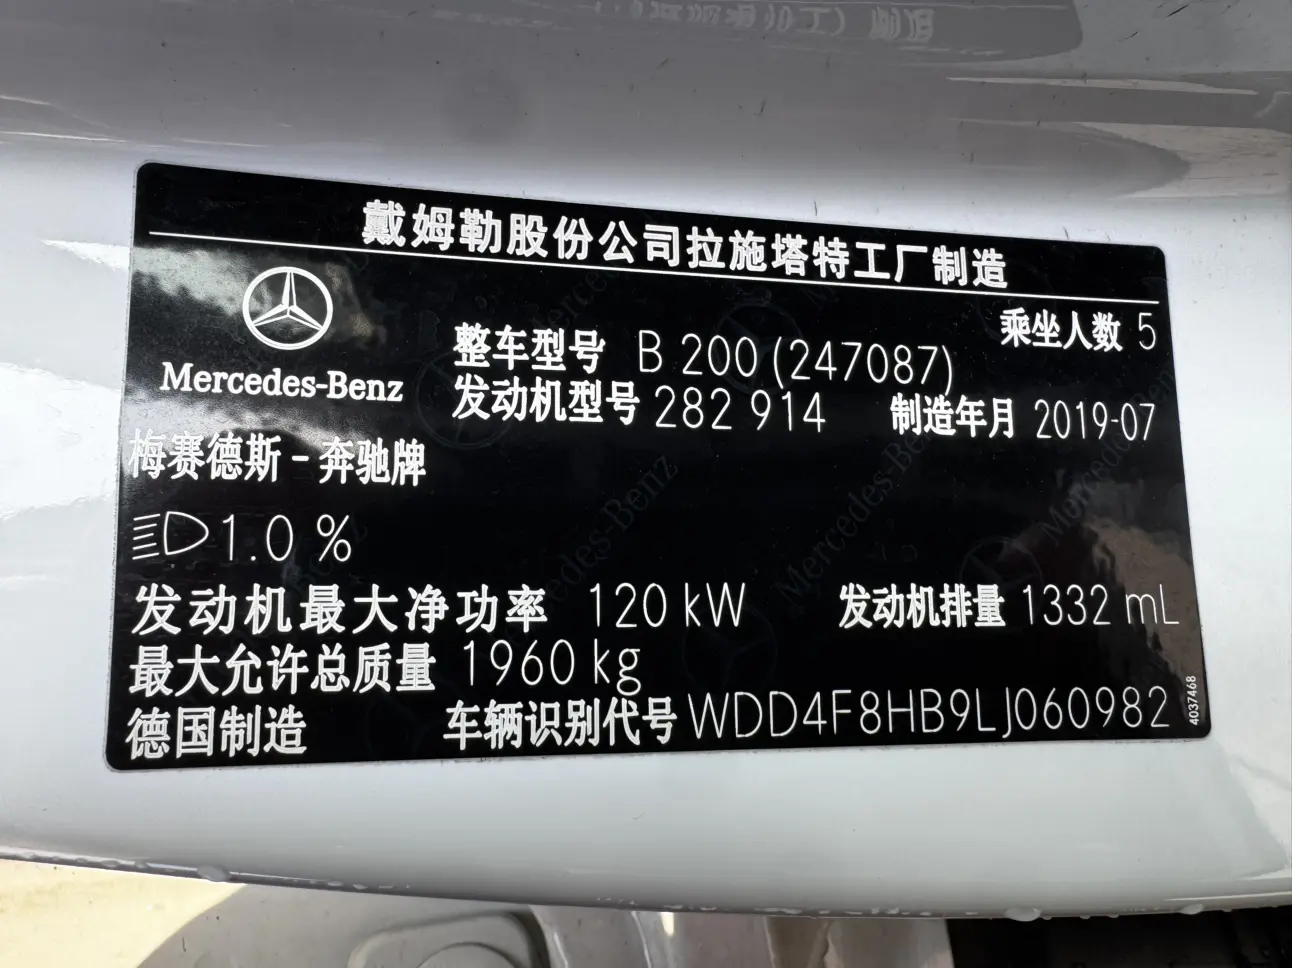 戴姆勒股份公司拉施塔特工厂制造
乘坐人数 5
整车型号 B 200 (247087)
Mercedes-Benz
发动机型号 282 914
制造年月 2019-07
梅赛德斯-奔驰牌
1.0 %
发动机最大净功率 120 kW
发动机排量 1332 mL
最大允许总质量 1960 kg
德国制造
车辆识别代号 WDD4F8HB9LJ060982
4037468